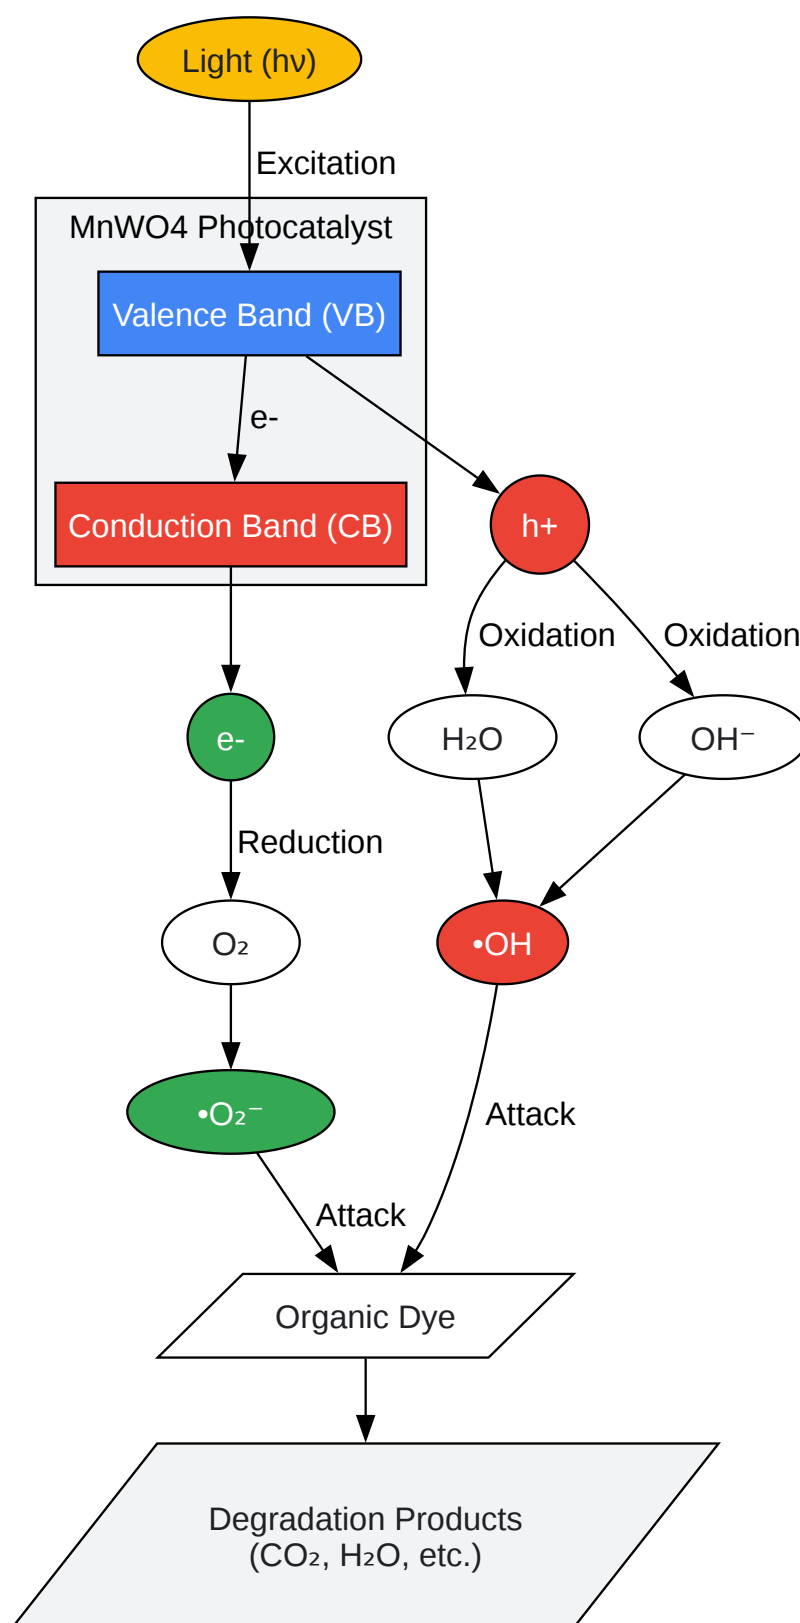 Light (hν)
Excitation
MnWO4 Photocatalyst
Valence Band (VB)
e-
Conduction Band (CB)
h+
Oxidation
Oxidation
e-
H₂O
OH⁻
Reduction
O₂
•OH
•O₂⁻
Attack
Attack
Organic Dye
Degradation Products
(CO₂, H₂O, etc.)